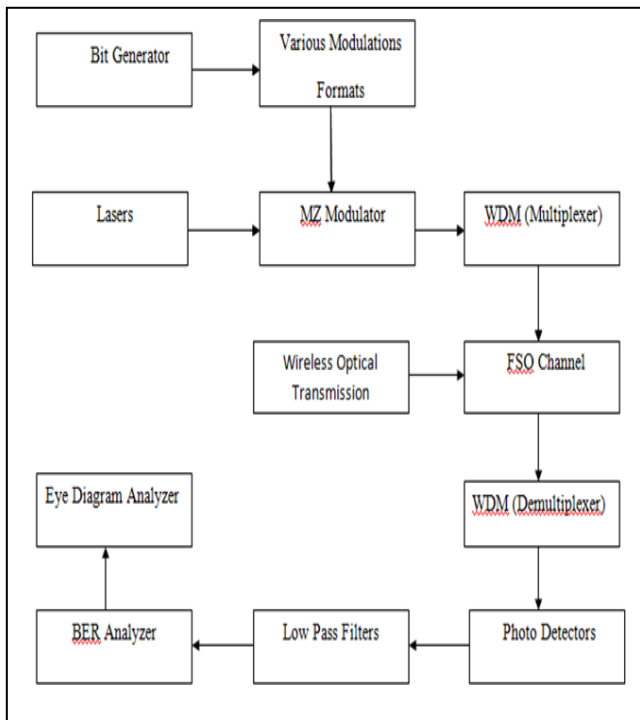 Bit Generator
Various Modulations
Formats
Lasers
MZ Modulator
WDM (Multiplexer)
Wireless Optical
Transmission
FSO Channel
Eye Diagram Analyzer
WDM (Demultiplexer)
BER Analyzer
Low Pass Filters
Photo Detectors